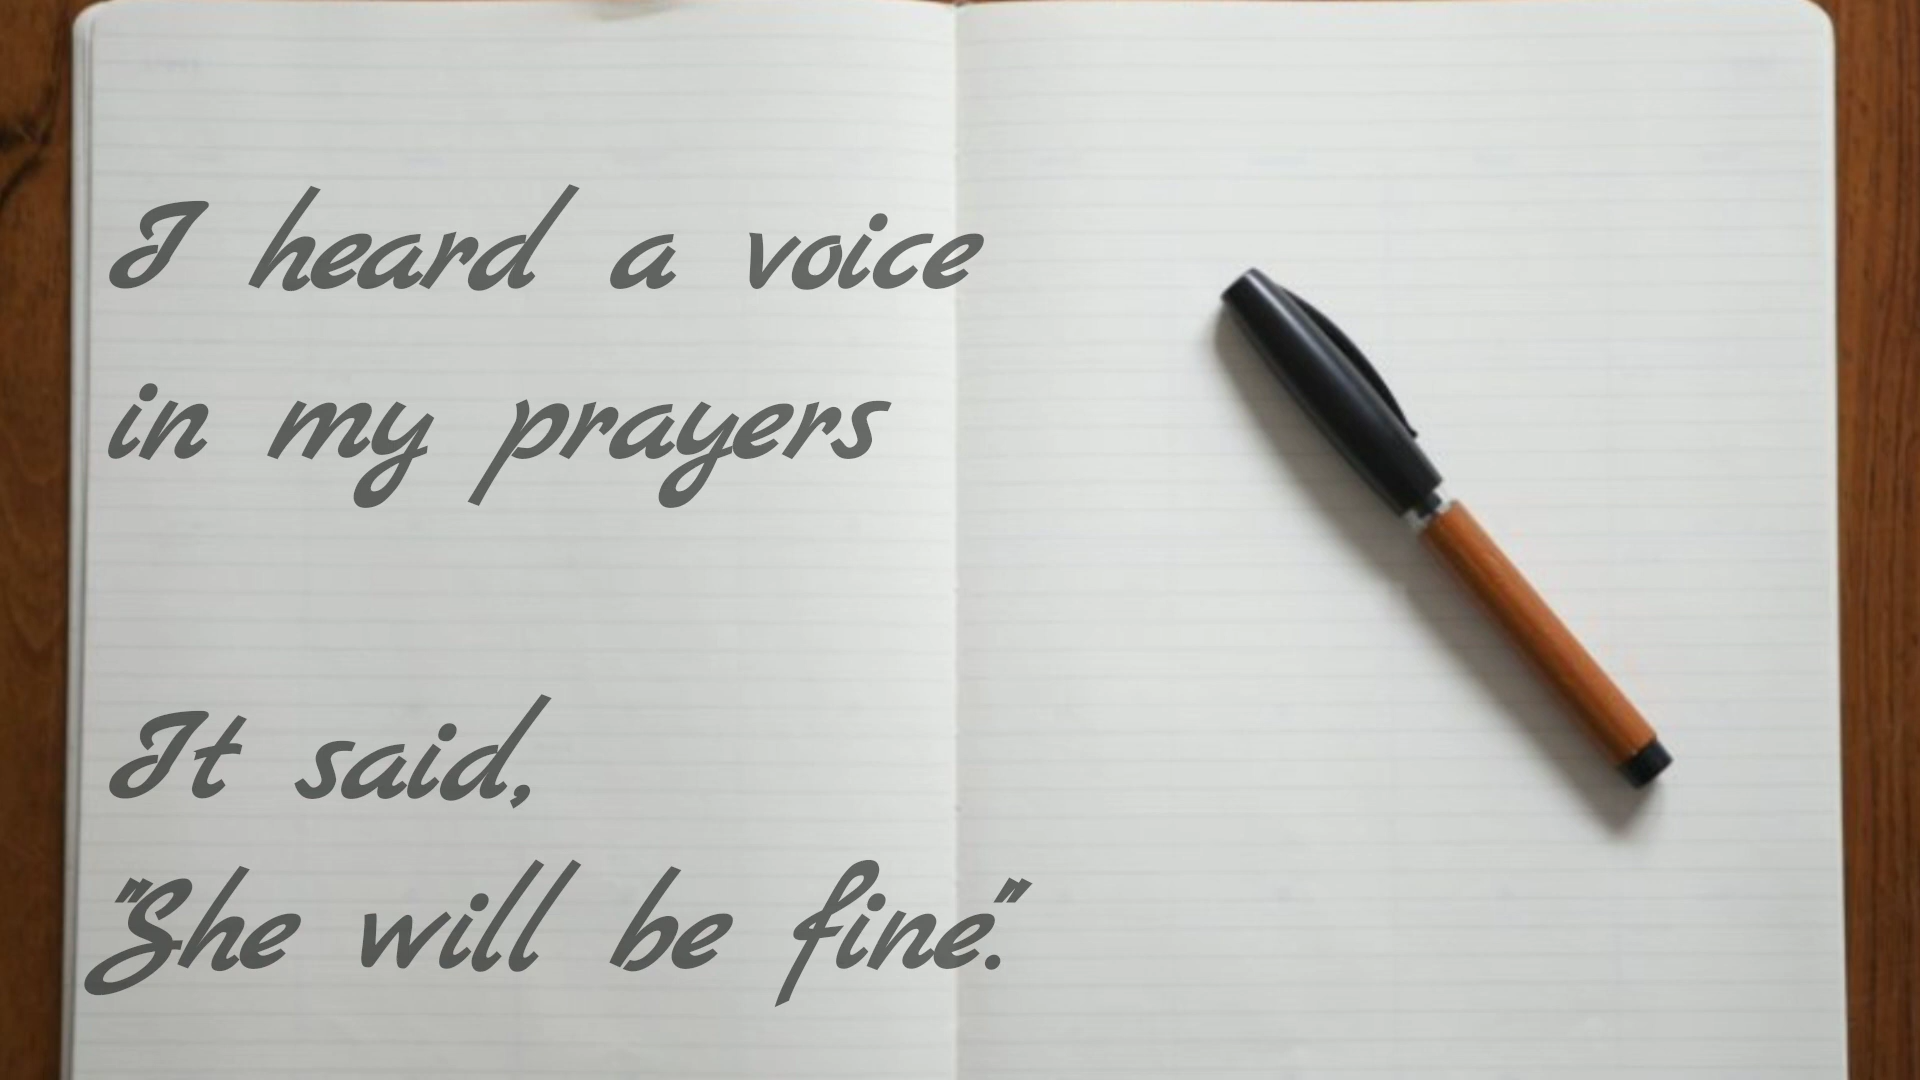 I heard a voice
in my prayers
It said,
"She will be fine."